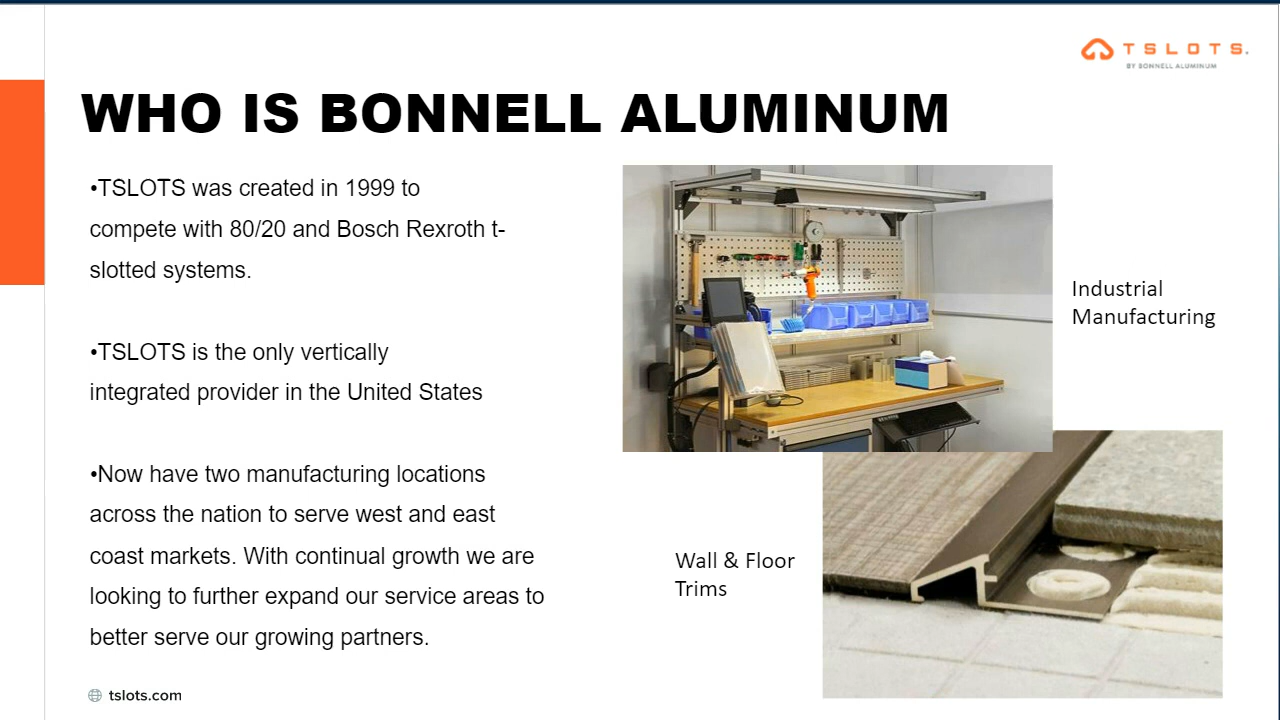 TSLOTS.
BY BONNELL ALUMINUM
WHO IS BONNELL ALUMINUM
•TSLOTS was created in 1999 to
compete with 80/20 and Bosch Rexroth t-
slotted systems.
•TSLOTS is the only vertically
integrated provider in the United States
•Now have two manufacturing locations
across the nation to serve west and east
coast markets. With continual growth we are
looking to further expand our service areas to
better serve our growing partners.
Industrial
Manufacturing
Wall & Floor
Trims
tslots.com